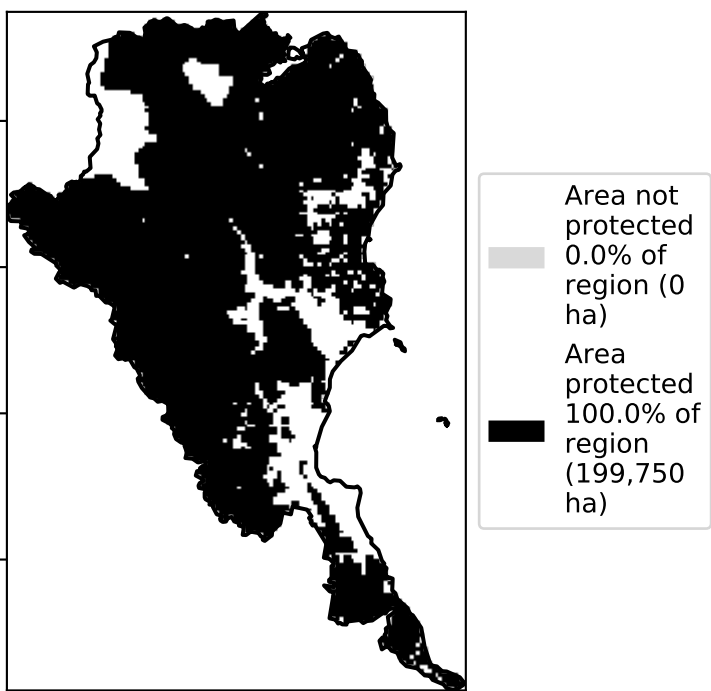 Area not
protected
0.0% of
region (0
ha)
Area
protected
100.0% of
region
(199,750
ha)